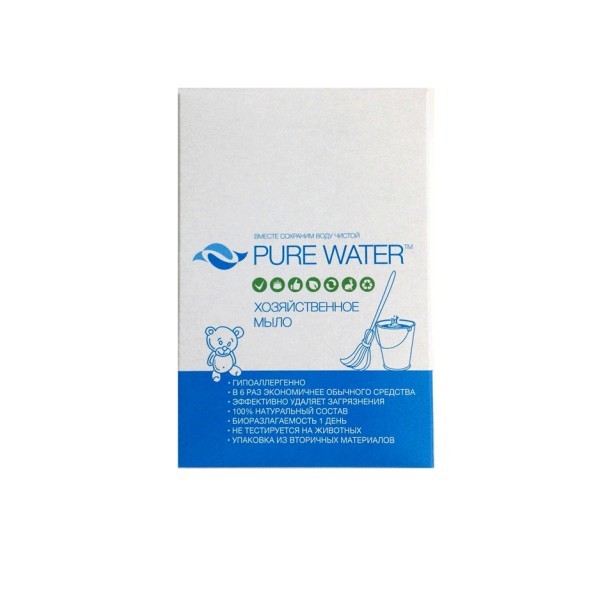 ВМЕСТЕ СОХРАНИМ ВОДУ ЧИСТОЙ
PURE WATER™
ХОЗЯЙСТВЕННОЕ
МЫЛО
• ГИПОАЛЛЕРГЕННО
• В 6 РАЗ ЭКОНОМИЧНЕЕ ОБЫЧНОГО СРЕДСТВА
• ЭФФЕКТИВНО УДАЛЯЕТ ЗАГРЯЗНЕНИЯ
• 100% НАТУРАЛЬНЫЙ СОСТАВ
• БИОРАЗЛАГАЕМОСТЬ 1 ДЕНЬ
• НЕ ТЕСТИРУЕТСЯ НА ЖИВОТНЫХ
• УПАКОВКА ИЗ ВТОРИЧНЫХ МАТЕРИАЛОВ